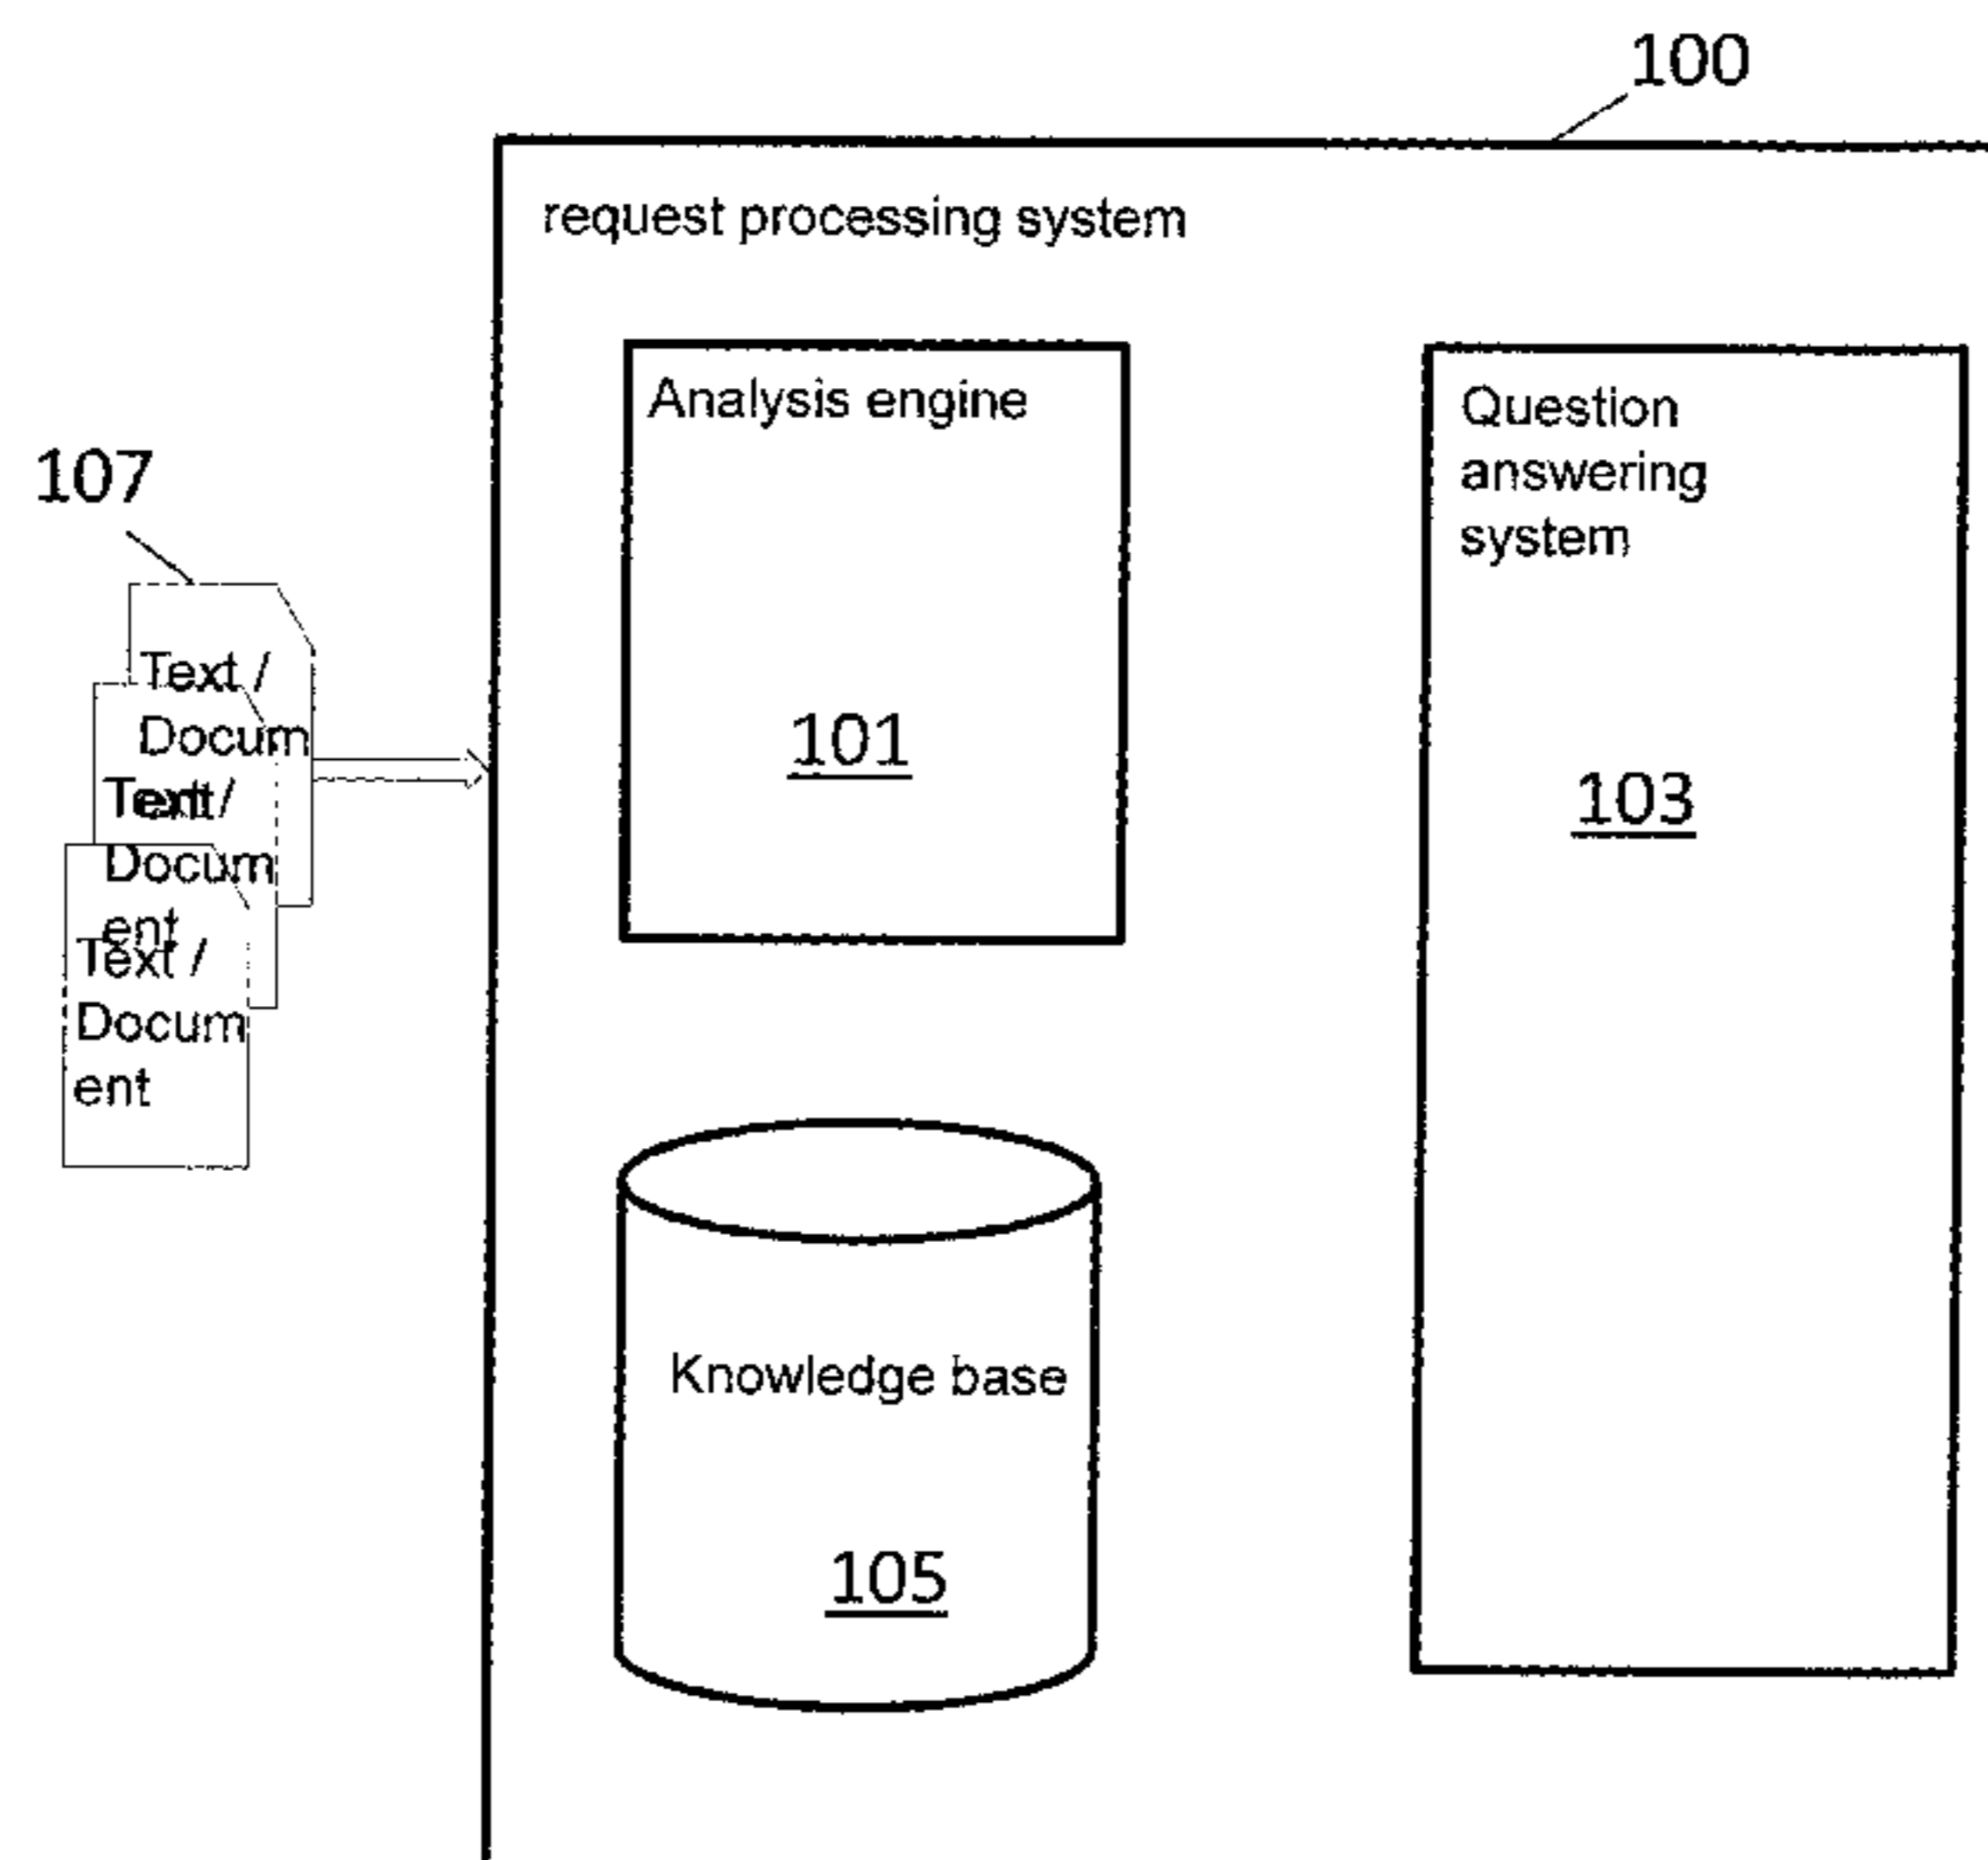 100
request processing system
Analysis engine
101
Question
answering
system
103
107
Text /
Docum
ent
Text /
Docum
ent
Text /
Docum
ent
Knowledge base
105